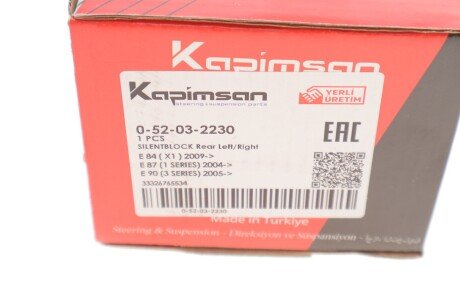 Kapimsan
Kapimsan
steering & suspension parts
YERLİ
ÜRETİM
0-52-03-2230
1 PCS
SILENTBLOCK Rear Left/Right
E 84 ( X1 ) 2009->
E 87 (1 SERIES) 2004->
E 90 (3 SERIES) 2005->
33326765534
EAC
0-52-03-2230
Made in Türkiye
Steering & Suspension - Direksiyon ve Süspansiyon -